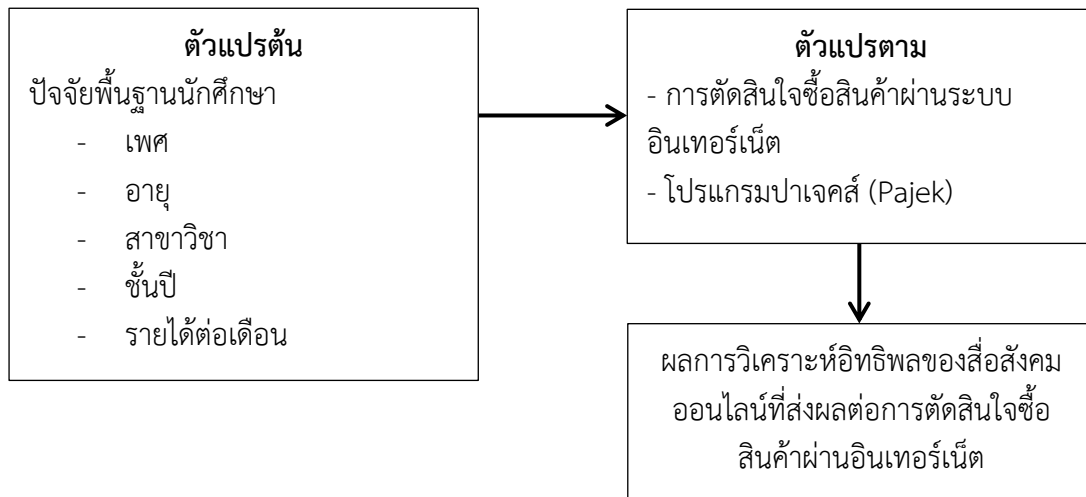 ตัวแปรต้น
ปัจจัยพื้นฐานนักศึกษา
- เพศ
- อายุ
- สาขาวิชา
- ชั้นปี
- รายได้ต่อเดือน
ตัวแปรตาม
- การตัดสินใจซื้อสินค้าผ่านระบบ
อินเทอร์เน็ต
- โปรแกรมปาเจคส์ (Pajek)
ผลการวิเคราะห์อิทธิพลของสื่อสังคม
ออนไลน์ที่ส่งผลต่อการตัดสินใจซื้อ
สินค้าผ่านอินเทอร์เน็ต